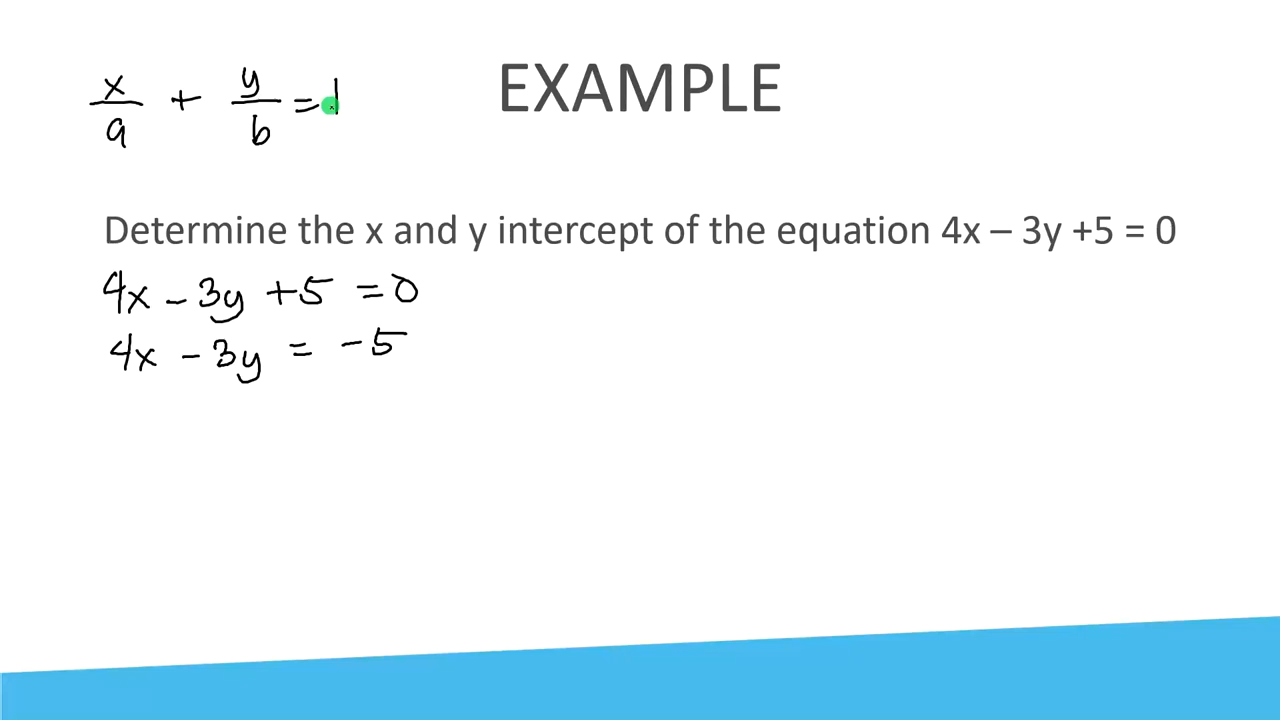 x/a + y/b = 1
EXAMPLE
Determine the x and y intercept of the equation 4x – 3y +5 = 0
4x - 3y + 5 = 0
4x - 3y = -5